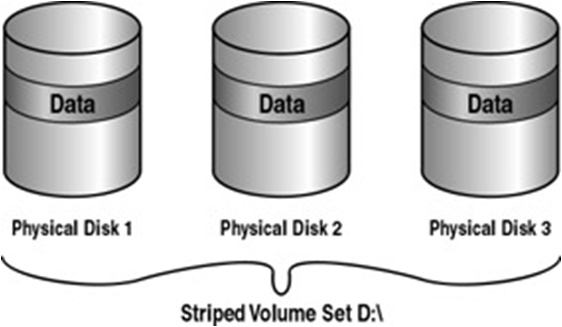 Data Data Data
Physical Disk 1 Physical Disk 2 Physical Disk 3
Striped Volume Set D:\